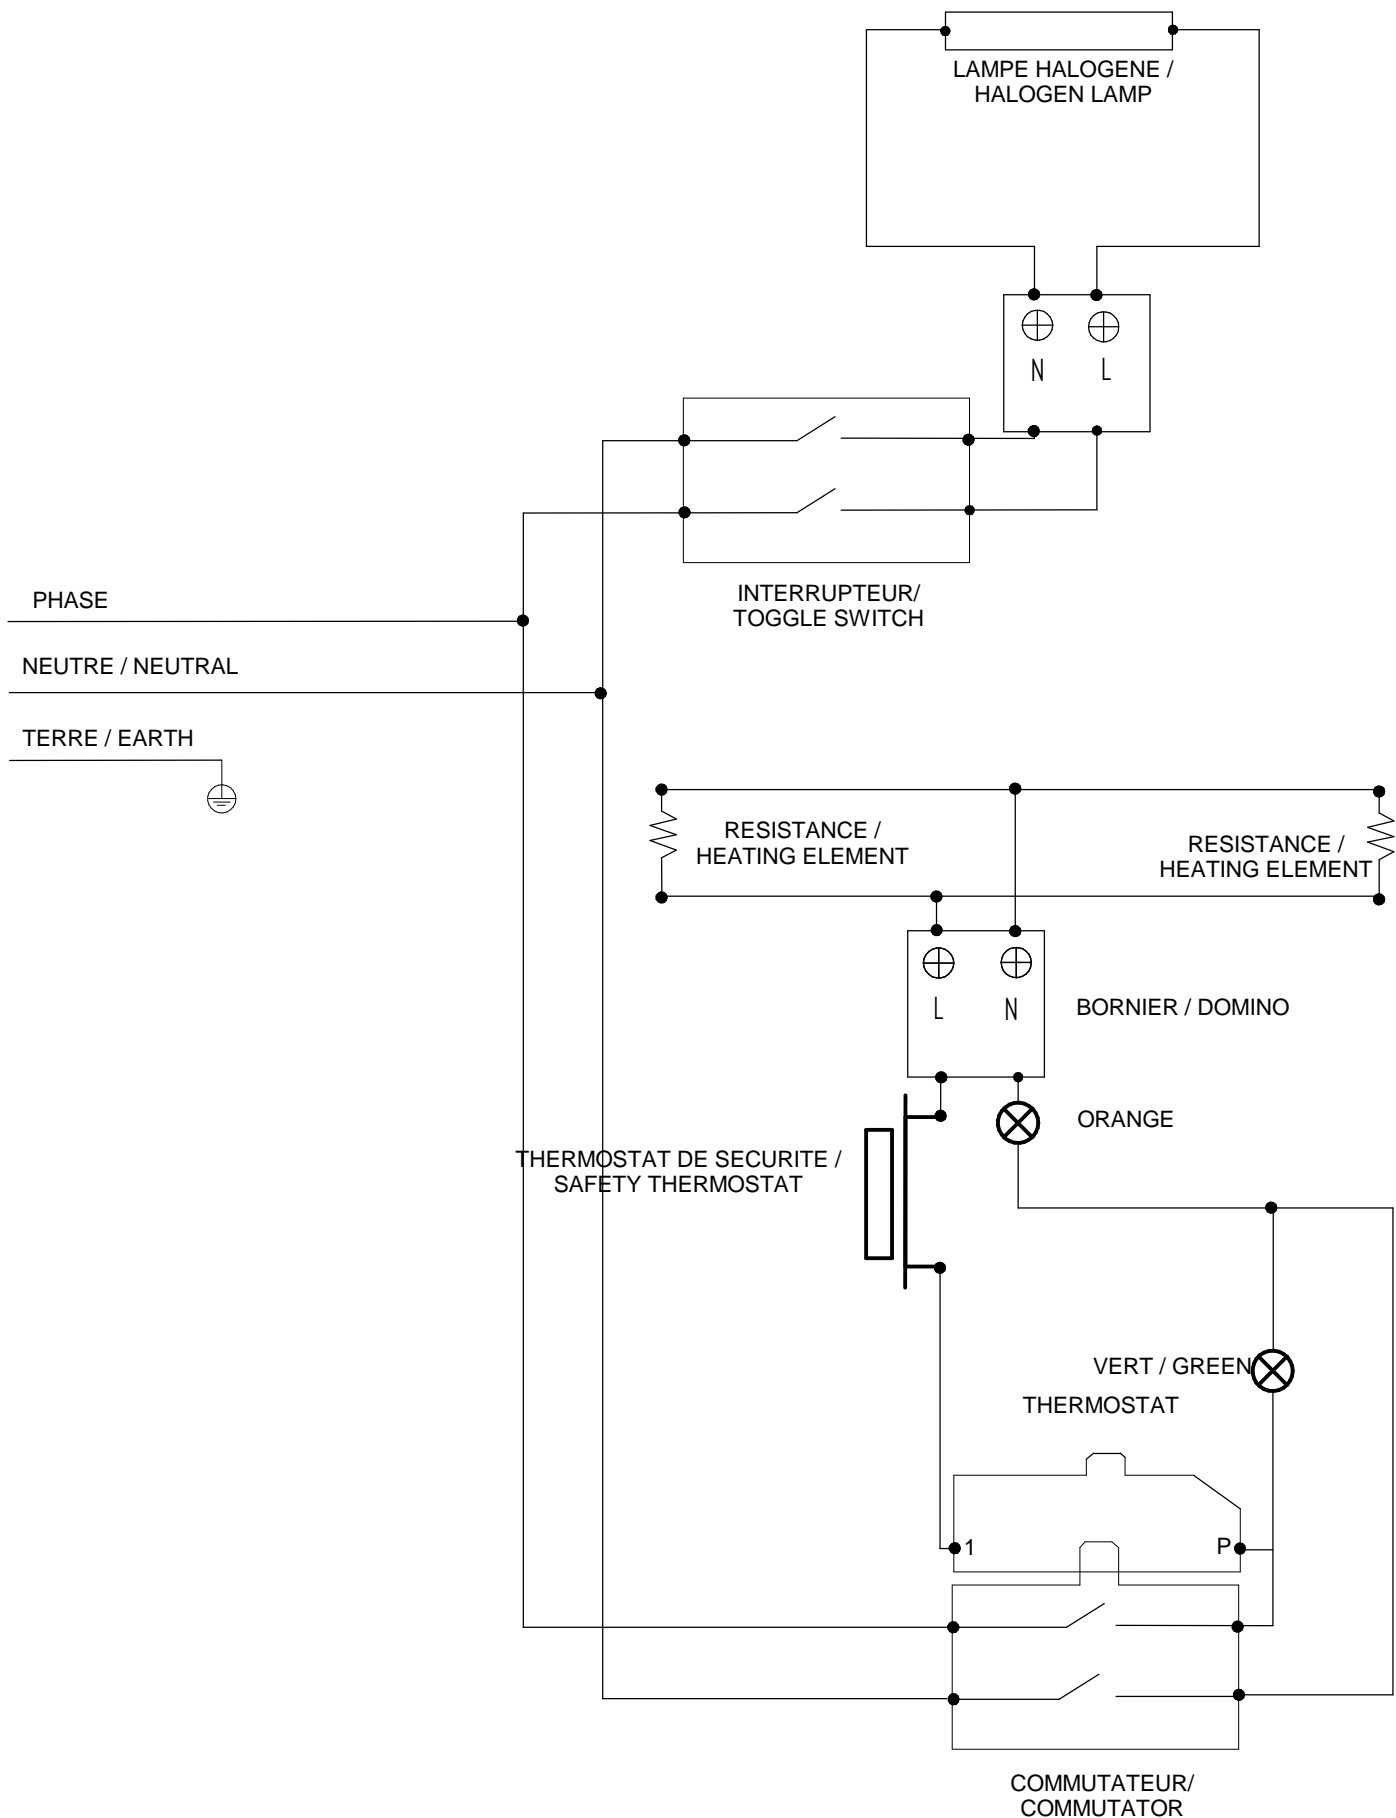 LAMPE HALOGENE /
HALOGEN LAMP
N L
INTERRUPTEUR/
TOGGLE SWITCH
PHASE
NEUTRE / NEUTRAL
TERRE / EARTH
RESISTANCE /
HEATING ELEMENT
RESISTANCE /
HEATING ELEMENT
L N
BORNIER / DOMINO
ORANGE
THERMOSTAT DE SECURITE /
SAFETY THERMOSTAT
VERT / GREEN
THERMOSTAT
1 P
COMMUTATEUR/
COMMUTATOR